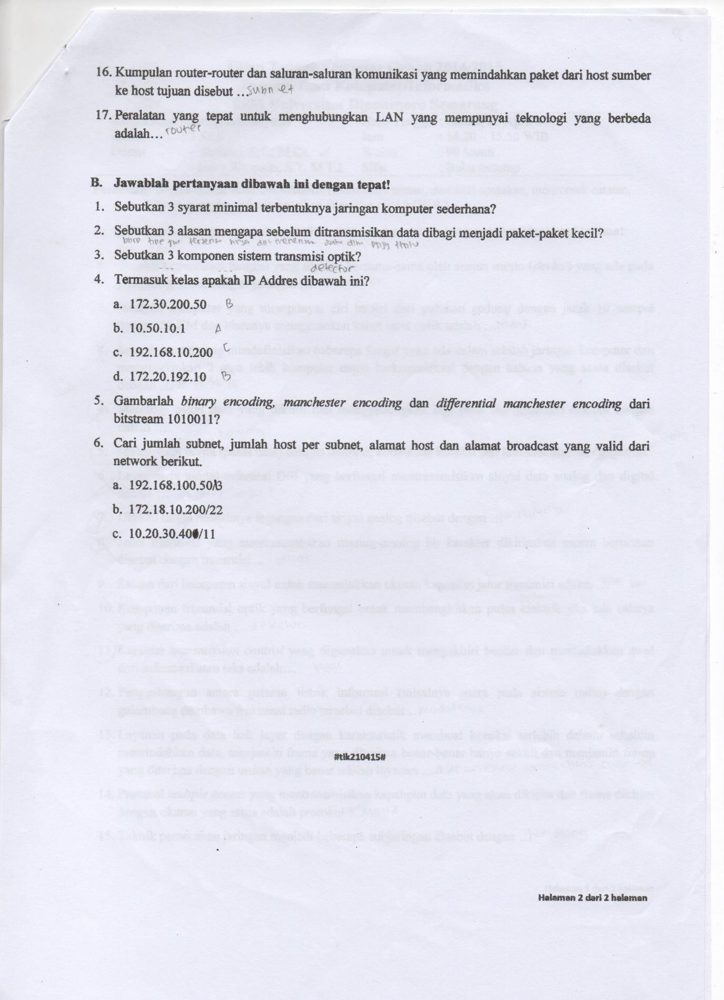 16. Kumpulan router-router dan saluran-saluran komunikasi yang memindahkan paket dari host sumber
ke host tujuan disebut ...subnet
17. Peralatan yang tepat untuk menghubungkan LAN yang mempunyai teknologi yang berbeda
adalah... router
B. Jawablah pertanyaan dibawah ini dengan tepat!
1. Sebutkan 3 syarat minimal terbentuknya jaringan komputer sederhana?
2. Sebutkan 3 alasan mengapa sebelum ditransmisikan data dibagi menjadi paket-paket kecil?
3. Sebutkan 3 komponen sistem transmisi optik?
detector
4. Termasuk kelas apakah IP Addres dibawah ini?
a. 172.30.200.50 B
b. 10.50.10.1 A
c. 192.168.10.200 C
d. 172.20.192.10 B
5. Gambarlah binary encoding, manchester encoding dan differential manchester encoding dari
bitstream 1010011?
6. Cari jumlah subnet, jumlah host per subnet, alamat host dan alamat broadcast yang valid dari
network berikut.
a. 192.168.100.50
b. 172.18.10.200/22
c. 10.20.30.40/11
#tlk210415#
Halaman 2 dari 2 halaman